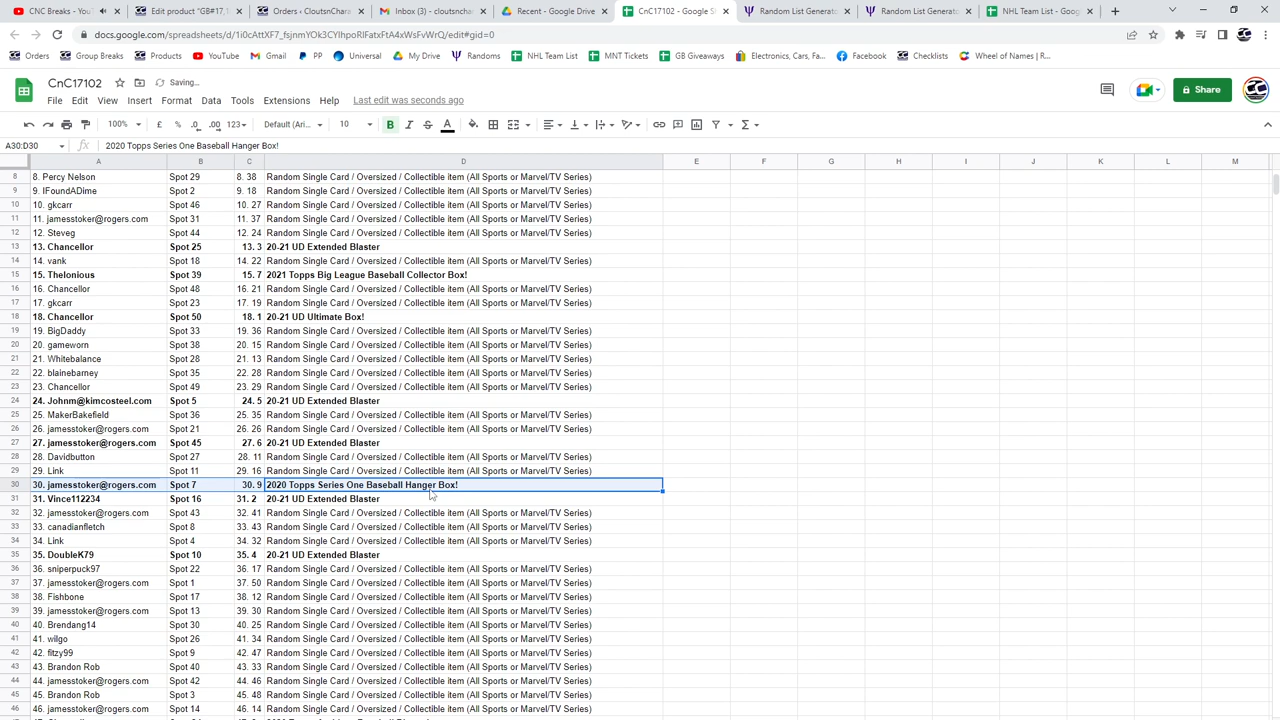 CNC Breaks - YouT
Edit product "GB#17,1
Orders - CloutsnChara
Inbox (3) - cloutsnchara
Recent - Google Drive
CnC17102 - Google S
Random List Generato
Random List Generato
NHL Team List - Goog
docs.google.com/spreadsheets/d/1i0cAtXF7_fsjnmYOk3CYlhpoRlFatxFtA4xWsFvWrQ/edit#gid=0
Orders Group Breaks Products YouTube Gmail PP Universal My Drive Randoms NHL Team List MNT Tickets GB Giveaways Electronics, Cars, Fa... Facebook Checklists Wheel of Names | R...
CnC17102 Saving...
File Edit View Insert Format Data Tools Extensions Help Last edit was seconds ago
Share
100% £ % .0 .00 123 Default (Ari... 10 B I S A
A30:D30 fx 2020 Topps Series One Baseball Hanger Box!
A B C D E F G H I J K L M
8 8. Percy Nelson Spot 29 8. 38 Random Single Card / Oversized / Collectible item (All Sports or Marvel/TV Series)
9 9. IFoundADime Spot 2 9. 18 Random Single Card / Oversized / Collectible item (All Sports or Marvel/TV Series)
10 10. gkcarr Spot 46 10. 27 Random Single Card / Oversized / Collectible item (All Sports or Marvel/TV Series)
11 11. jamesstoker@rogers.com Spot 31 11. 37 Random Single Card / Oversized / Collectible item (All Sports or Marvel/TV Series)
12 12. Steveg Spot 44 12. 24 Random Single Card / Oversized / Collectible item (All Sports or Marvel/TV Series)
13 13. Chancellor Spot 25 13. 3 20-21 UD Extended Blaster
14 14. vank Spot 18 14. 22 Random Single Card / Oversized / Collectible item (All Sports or Marvel/TV Series)
15 15. Thelonious Spot 39 15. 7 2021 Topps Big League Baseball Collector Box!
16 16. Chancellor Spot 48 16. 21 Random Single Card / Oversized / Collectible item (All Sports or Marvel/TV Series)
17 17. gkcarr Spot 23 17. 19 Random Single Card / Oversized / Collectible item (All Sports or Marvel/TV Series)
18 18. Chancellor Spot 50 18. 1 20-21 UD Ultimate Box!
19 19. BigDaddy Spot 33 19. 36 Random Single Card / Oversized / Collectible item (All Sports or Marvel/TV Series)
20 20. gameworn Spot 38 20. 15 Random Single Card / Oversized / Collectible item (All Sports or Marvel/TV Series)
21 21. Whitebalance Spot 28 21. 13 Random Single Card / Oversized / Collectible item (All Sports or Marvel/TV Series)
22 22. blainebarney Spot 35 22. 28 Random Single Card / Oversized / Collectible item (All Sports or Marvel/TV Series)
23 23. Chancellor Spot 49 23. 29 Random Single Card / Oversized / Collectible item (All Sports or Marvel/TV Series)
24 24. Johnm@kimcosteel.com Spot 5 24. 5 20-21 UD Extended Blaster
25 25. MakerBakefield Spot 36 25. 35 Random Single Card / Oversized / Collectible item (All Sports or Marvel/TV Series)
26 26. jamesstoker@rogers.com Spot 21 26. 26 Random Single Card / Oversized / Collectible item (All Sports or Marvel/TV Series)
27 27. jamesstoker@rogers.com Spot 45 27. 6 20-21 UD Extended Blaster
28 28. Davidbutton Spot 27 28. 11 Random Single Card / Oversized / Collectible item (All Sports or Marvel/TV Series)
29 29. Link Spot 11 29. 16 Random Single Card / Oversized / Collectible item (All Sports or Marvel/TV Series)
30 30. jamesstoker@rogers.com Spot 7 30. 9 2020 Topps Series One Baseball Hanger Box!
31 31. Vince112234 Spot 16 31. 2 20-21 UD Extended Blaster
32 32. jamesstoker@rogers.com Spot 43 32. 41 Random Single Card / Oversized / Collectible item (All Sports or Marvel/TV Series)
33 33. canadianfletch Spot 8 33. 43 Random Single Card / Oversized / Collectible item (All Sports or Marvel/TV Series)
34 34. Link Spot 4 34. 32 Random Single Card / Oversized / Collectible item (All Sports or Marvel/TV Series)
35 35. DoubleK79 Spot 10 35. 4 20-21 UD Extended Blaster
36 36. sniperpuck97 Spot 22 36. 17 Random Single Card / Oversized / Collectible item (All Sports or Marvel/TV Series)
37 37. jamesstoker@rogers.com Spot 1 37. 50 Random Single Card / Oversized / Collectible item (All Sports or Marvel/TV Series)
38 38. Fishbone Spot 17 38. 12 Random Single Card / Oversized / Collectible item (All Sports or Marvel/TV Series)
39 39. jamesstoker@rogers.com Spot 13 39. 30 Random Single Card / Oversized / Collectible item (All Sports or Marvel/TV Series)
40 40. Brendang14 Spot 30 40. 25 Random Single Card / Oversized / Collectible item (All Sports or Marvel/TV Series)
41 41. wilgo Spot 26 41. 34 Random Single Card / Oversized / Collectible item (All Sports or Marvel/TV Series)
42 42. fitzy99 Spot 9 42. 47 Random Single Card / Oversized / Collectible item (All Sports or Marvel/TV Series)
43 43. Brandon Rob Spot 40 43. 33 Random Single Card / Oversized / Collectible item (All Sports or Marvel/TV Series)
44 44. jamesstoker@rogers.com Spot 42 44. 46 Random Single Card / Oversized / Collectible item (All Sports or Marvel/TV Series)
45 45. Brandon Rob Spot 3 45. 48 Random Single Card / Oversized / Collectible item (All Sports or Marvel/TV Series)
46 46. jamesstoker@rogers.com Spot 14 46. 14 Random Single Card / Oversized / Collectible item (All Sports or Marvel/TV Series)